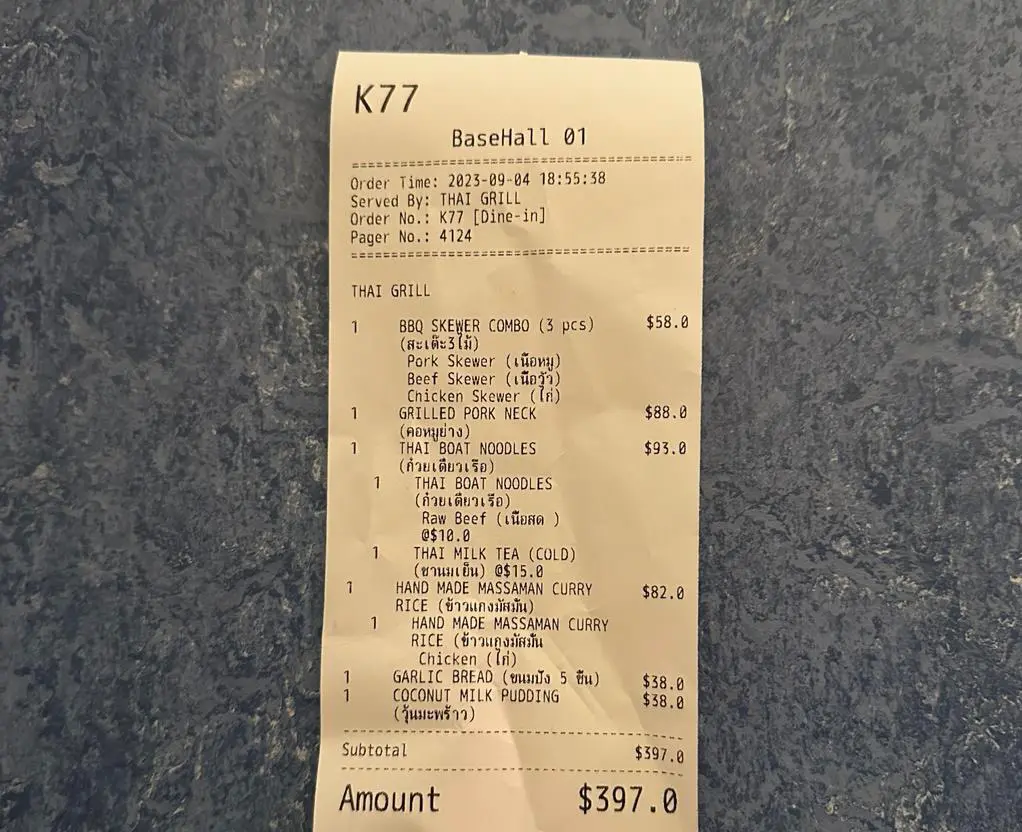 K77
BaseHall 01
Order Time: 2023-09-04 18:55:38
Served By: THAI GRILL
Order No.: K77 [Dine-in]
Pager No.: 4124
THAI GRILL
1 BBQ SKEWER COMBO (3 pcs) $58.0
(สะเต๊ะ3ไม้)
Pork Skewer (เนื้อหมู)
Beef Skewer (เนื้อวัว)
Chicken Skewer (ไก่)
1 GRILLED PORK NECK $88.0
(คอหมูย่าง)
1 THAI BOAT NOODLES $93.0
(ก๋วยเตี๋ยวเรือ)
1 THAI BOAT NOODLES
(ก๋วยเตี๋ยวเรือ)
Raw Beef (เนื้อสด )
@$10.0
1 THAI MILK TEA (COLD)
(ชานมเย็น) @$15.0
1 HAND MADE MASSAMAN CURRY $82.0
RICE (ข้าวแกงมัสมั่น)
1 HAND MADE MASSAMAN CURRY
RICE (ข้าวแกงมัสมั่น
Chicken (ไก่)
1 GARLIC BREAD (ขนมปัง 5 ชิ้น) $38.0
1 COCONUT MILK PUDDING $38.0
(วุ้นมะพร้าว)
Subtotal $397.0
Amount $397.0